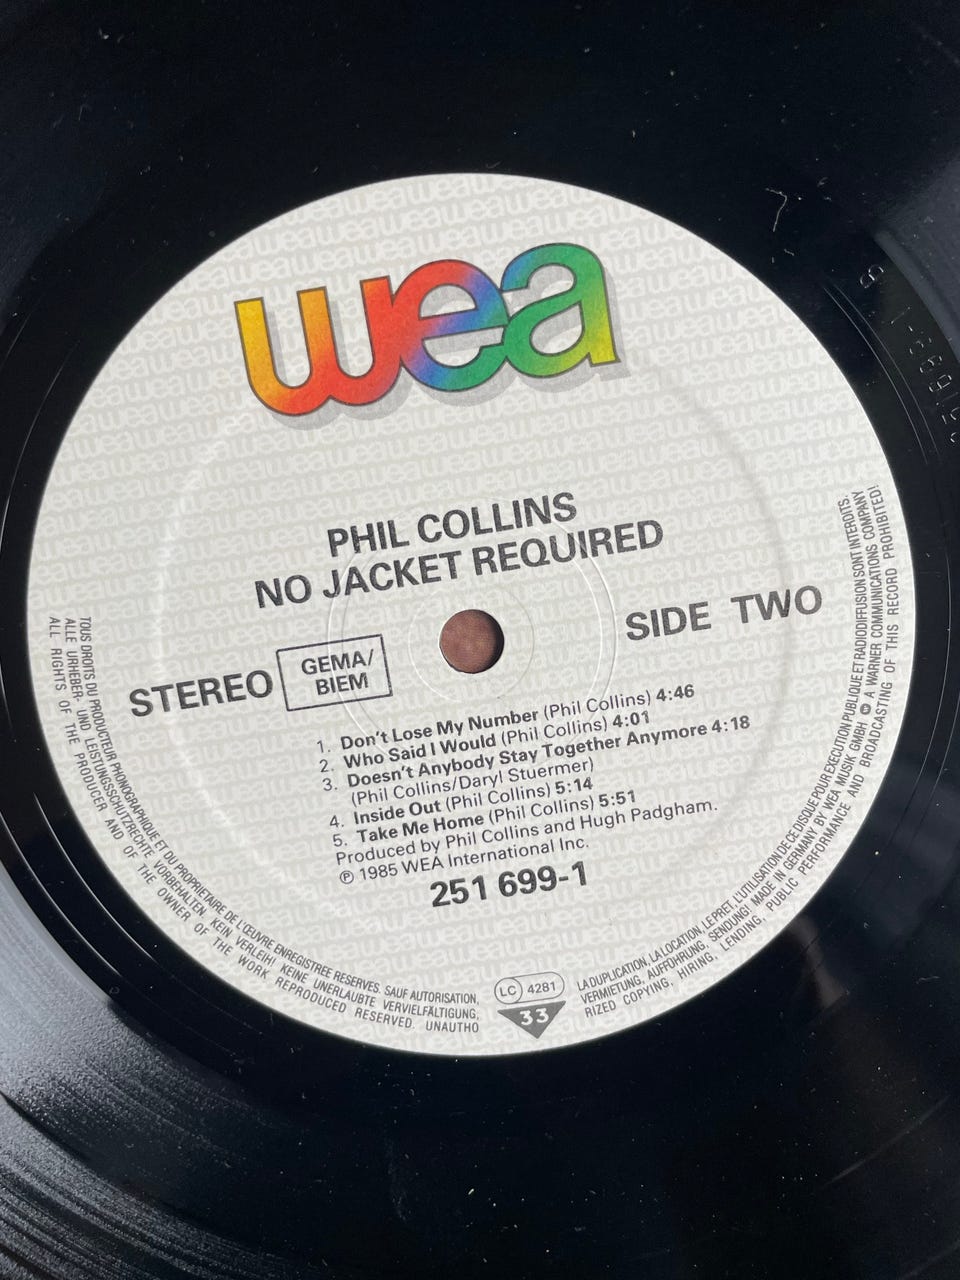 wea
PHIL COLLINS
NO JACKET REQUIRED
STEREO
GEMA/
BIEM
SIDE TWO
1. Don't Lose My Number (Phil Collins) 4:46
2. Who Said I Would (Phil Collins) 4:01
3. Doesn't Anybody Stay Together Anymore 4:18
(Phil Collins/Daryl Stuermer)
4. Inside Out (Phil Collins) 5:14
5. Take Me Home (Phil Collins) 5:51
Produced by Phil Collins and Hugh Padgham.
℗ 1985 WEA International Inc.
251 699-1
LC 4281
33
TOUS DROITS DU PRODUCTEUR PHONOGRAPHIQUE ET DU PROPRIETAIRE DE L'ŒUVRE ENREGISTREE RESERVES. SAUF AUTORISATION,
ALLE URHEBER- UND LEISTUNGSSCHUTZRECHTE VORBEHALTEN. KEIN VERLEIH! KEINE UNERLAUBTE VERVIELFÄLTIGUNG,
ALL RIGHTS OF THE PRODUCER AND OF THE OWNER OF THE WORK REPRODUCED RESERVED. UNAUTHO
LA DUPLICATION, LA LOCATION, LE PRET, L'UTILISATION DE CE DISQUE POUR EXECUTION PUBLIQUE ET RADIODIFFUSION SONT INTERDITS.
VERMIETUNG, AUFFÜHRUNG, SENDUNG! MADE IN GERMANY BY WEA MUSIK GMBH A WARNER COMMUNICATIONS COMPANY
RIZED COPYING, HIRING, LENDING, PUBLIC PERFORMANCE AND BROADCASTING OF THIS RECORD PROHIBITED!